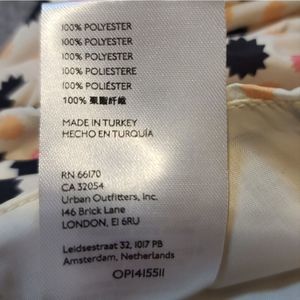 100% POLYESTER
100% POLYESTER
100% POLYESTER
100% POLIESTERE
100% POLIÉSTER
100% 聚酯纤维
MADE IN TURKEY
HECHO EN TURQUÍA
RN 66170
CA 32054
Urban Outfitters, Inc.
146 Brick Lane
LONDON, E1 6RU
Leidsestraat 32, 1017 PB
Amsterdam, Netherlands
OP1415511